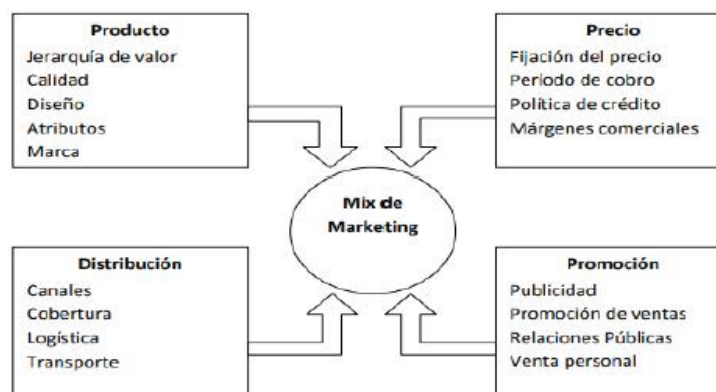 Producto
Jerarquía de valor
Calidad
Diseño
Atributos
Marca
Precio
Fijación del precio
Periodo de cobro
Política de crédito
Márgenes comerciales
Mix de
Marketing
Distribución
Canales
Cobertura
Logística
Transporte
Promoción
Publicidad
Promoción de ventas
Relaciones Públicas
Venta personal